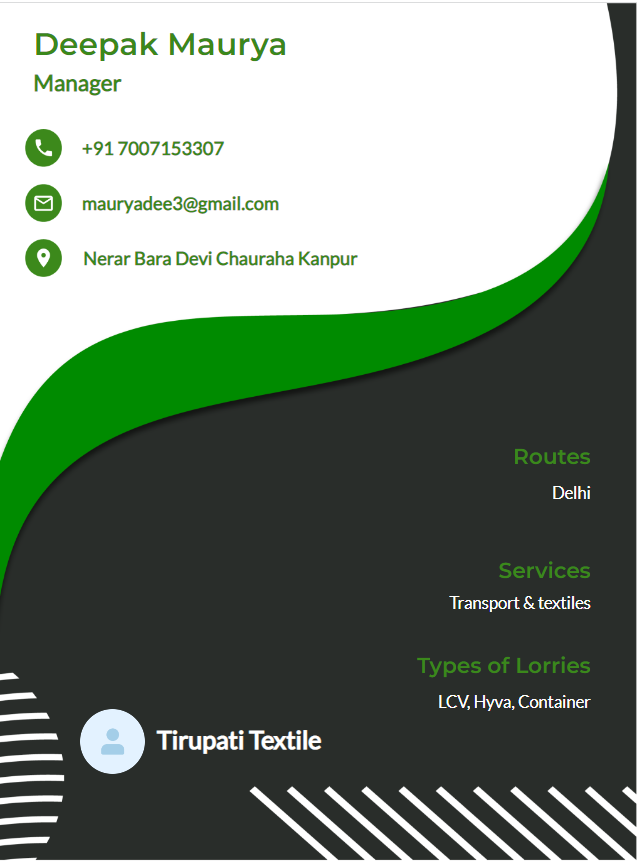 Deepak Maurya
Manager
+91 7007153307
mauryadee3@gmail.com
Nerar Bara Devi Chauraha Kanpur
Routes
Delhi
Services
Transport & textiles
Types of Lorries
LCV, Hyva, Container
Tirupati Textile